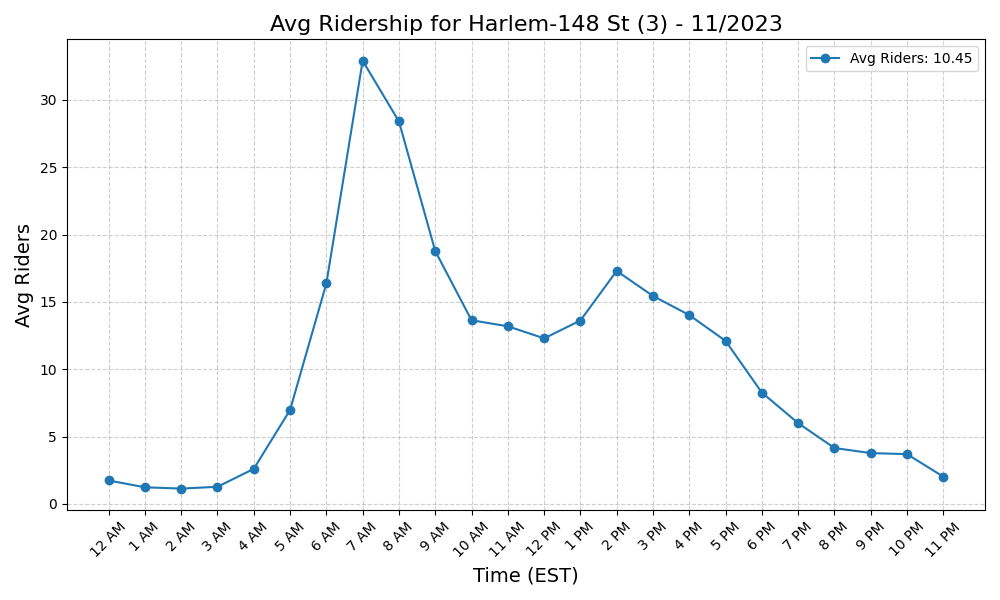 Avg Ridership for Harlem-148 St (3) - 11/2023
Avg Riders: 10.45
Avg Riders
30
25
20
15
10
5
0
12 AM
1 AM
2 AM
3 AM
4 AM
5 AM
6 AM
7 AM
8 AM
9 AM
10 AM
11 AM
12 PM
1 PM
2 PM
3 PM
4 PM
5 PM
6 PM
7 PM
8 PM
9 PM
10 PM
11 PM
Time (EST)